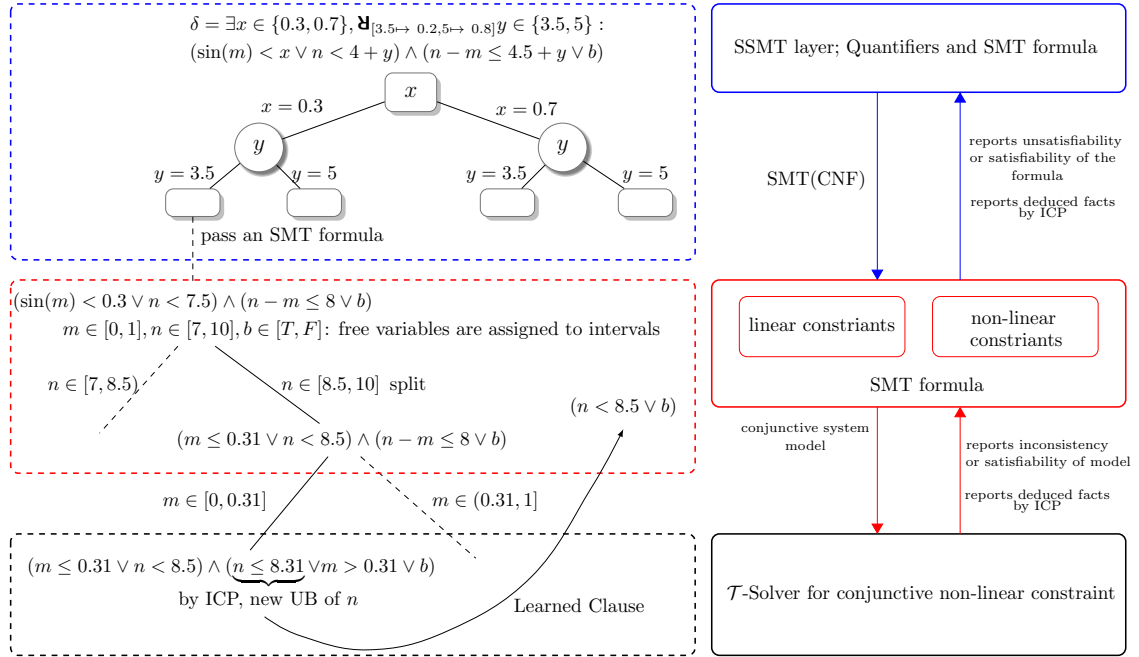 δ = ∃x ∈ {0.3, 0.7}, ꓤ[3.5↦ 0.2,5↦ 0.8]y ∈ {3.5, 5} :
(sin(m) < x ∨ n < 4 + y) ∧ (n − m ≤ 4.5 + y ∨ b)
x
x = 0.3
x = 0.7
y
y
y = 3.5
y = 5
y = 3.5
y = 5
pass an SMT formula
(sin(m) < 0.3 ∨ n < 7.5) ∧ (n − m ≤ 8 ∨ b)
m ∈ [0, 1], n ∈ [7, 10], b ∈ [T, F]: free variables are assigned to intervals
n ∈ [7, 8.5)
n ∈ [8.5, 10] split
(n < 8.5 ∨ b)
(m ≤ 0.31 ∨ n < 8.5) ∧ (n − m ≤ 8 ∨ b)
m ∈ [0, 0.31]
m ∈ (0.31, 1]
(m ≤ 0.31 ∨ n < 8.5) ∧ (n ≤ 8.31 ∨m > 0.31 ∨ b)
by ICP, new UB of n
Learned Clause
SSMT layer; Quantifiers and SMT formula
SMT(CNF)
reports unsatisfiability
or satisfiability of the
formula
reports deduced facts
by ICP
linear constriants
non-linear
constriants
SMT formula
conjunctive system
model
reports inconsistency
or satisfiability of model
reports deduced facts
by ICP
𝒯-Solver for conjunctive non-linear constraint